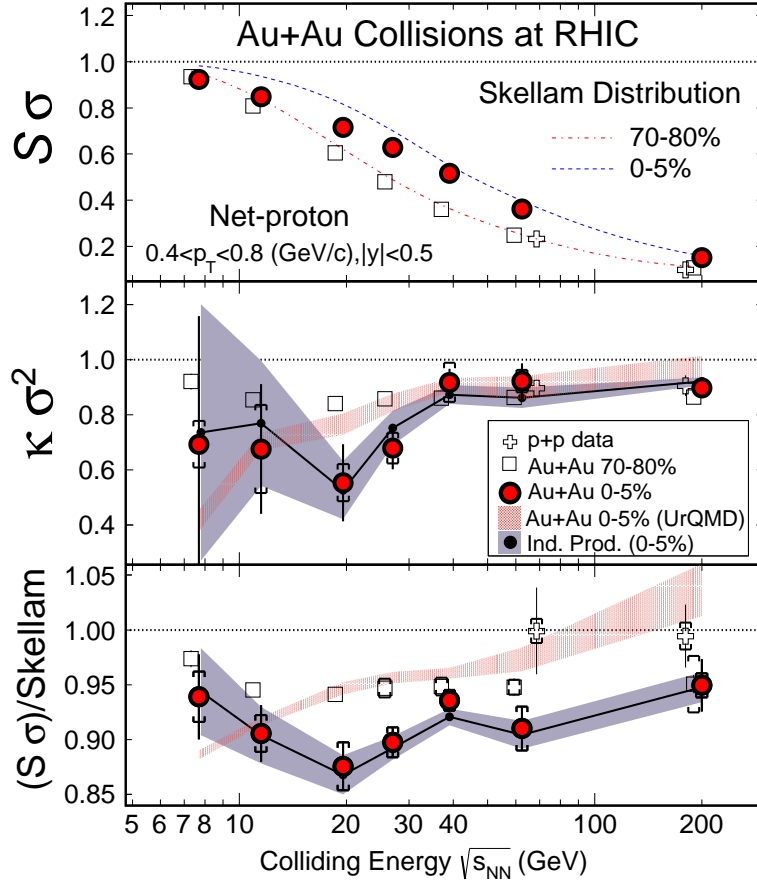 Au+Au Collisions at RHIC
Skellam Distribution
70-80%
0-5%
Net-proton
0.4<p_T<0.8 (GeV/c),|y|<0.5
S σ
1.2
1.0
0.8
0.6
0.4
0.2
κ σ²
1.2
1.0
0.8
0.6
0.4
p+p data
Au+Au 70-80%
Au+Au 0-5%
Au+Au 0-5% (UrQMD)
Ind. Prod. (0-5%)
(S σ)/Skellam
1.05
1.00
0.95
0.90
0.85
5 6 7 8 10 20 30 40 100 200
Colliding Energy √s_NN (GeV)